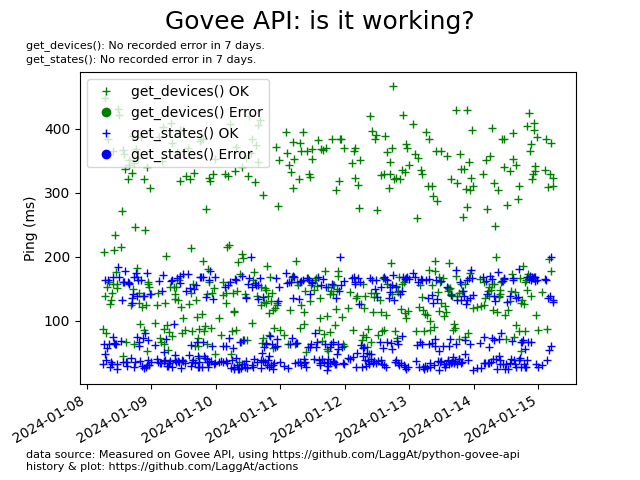 Govee API: is it working?
get_devices(): No recorded error in 7 days.
get_states(): No recorded error in 7 days.
get_devices() OK
get_devices() Error
get_states() OK
get_states() Error
Ping (ms)
400
300
200
100
2024-01-08
2024-01-09
2024-01-10
2024-01-11
2024-01-12
2024-01-13
2024-01-14
2024-01-15
data source: Measured on Govee API, using https://github.com/LaggAt/python-govee-api
history & plot: https://github.com/LaggAt/actions